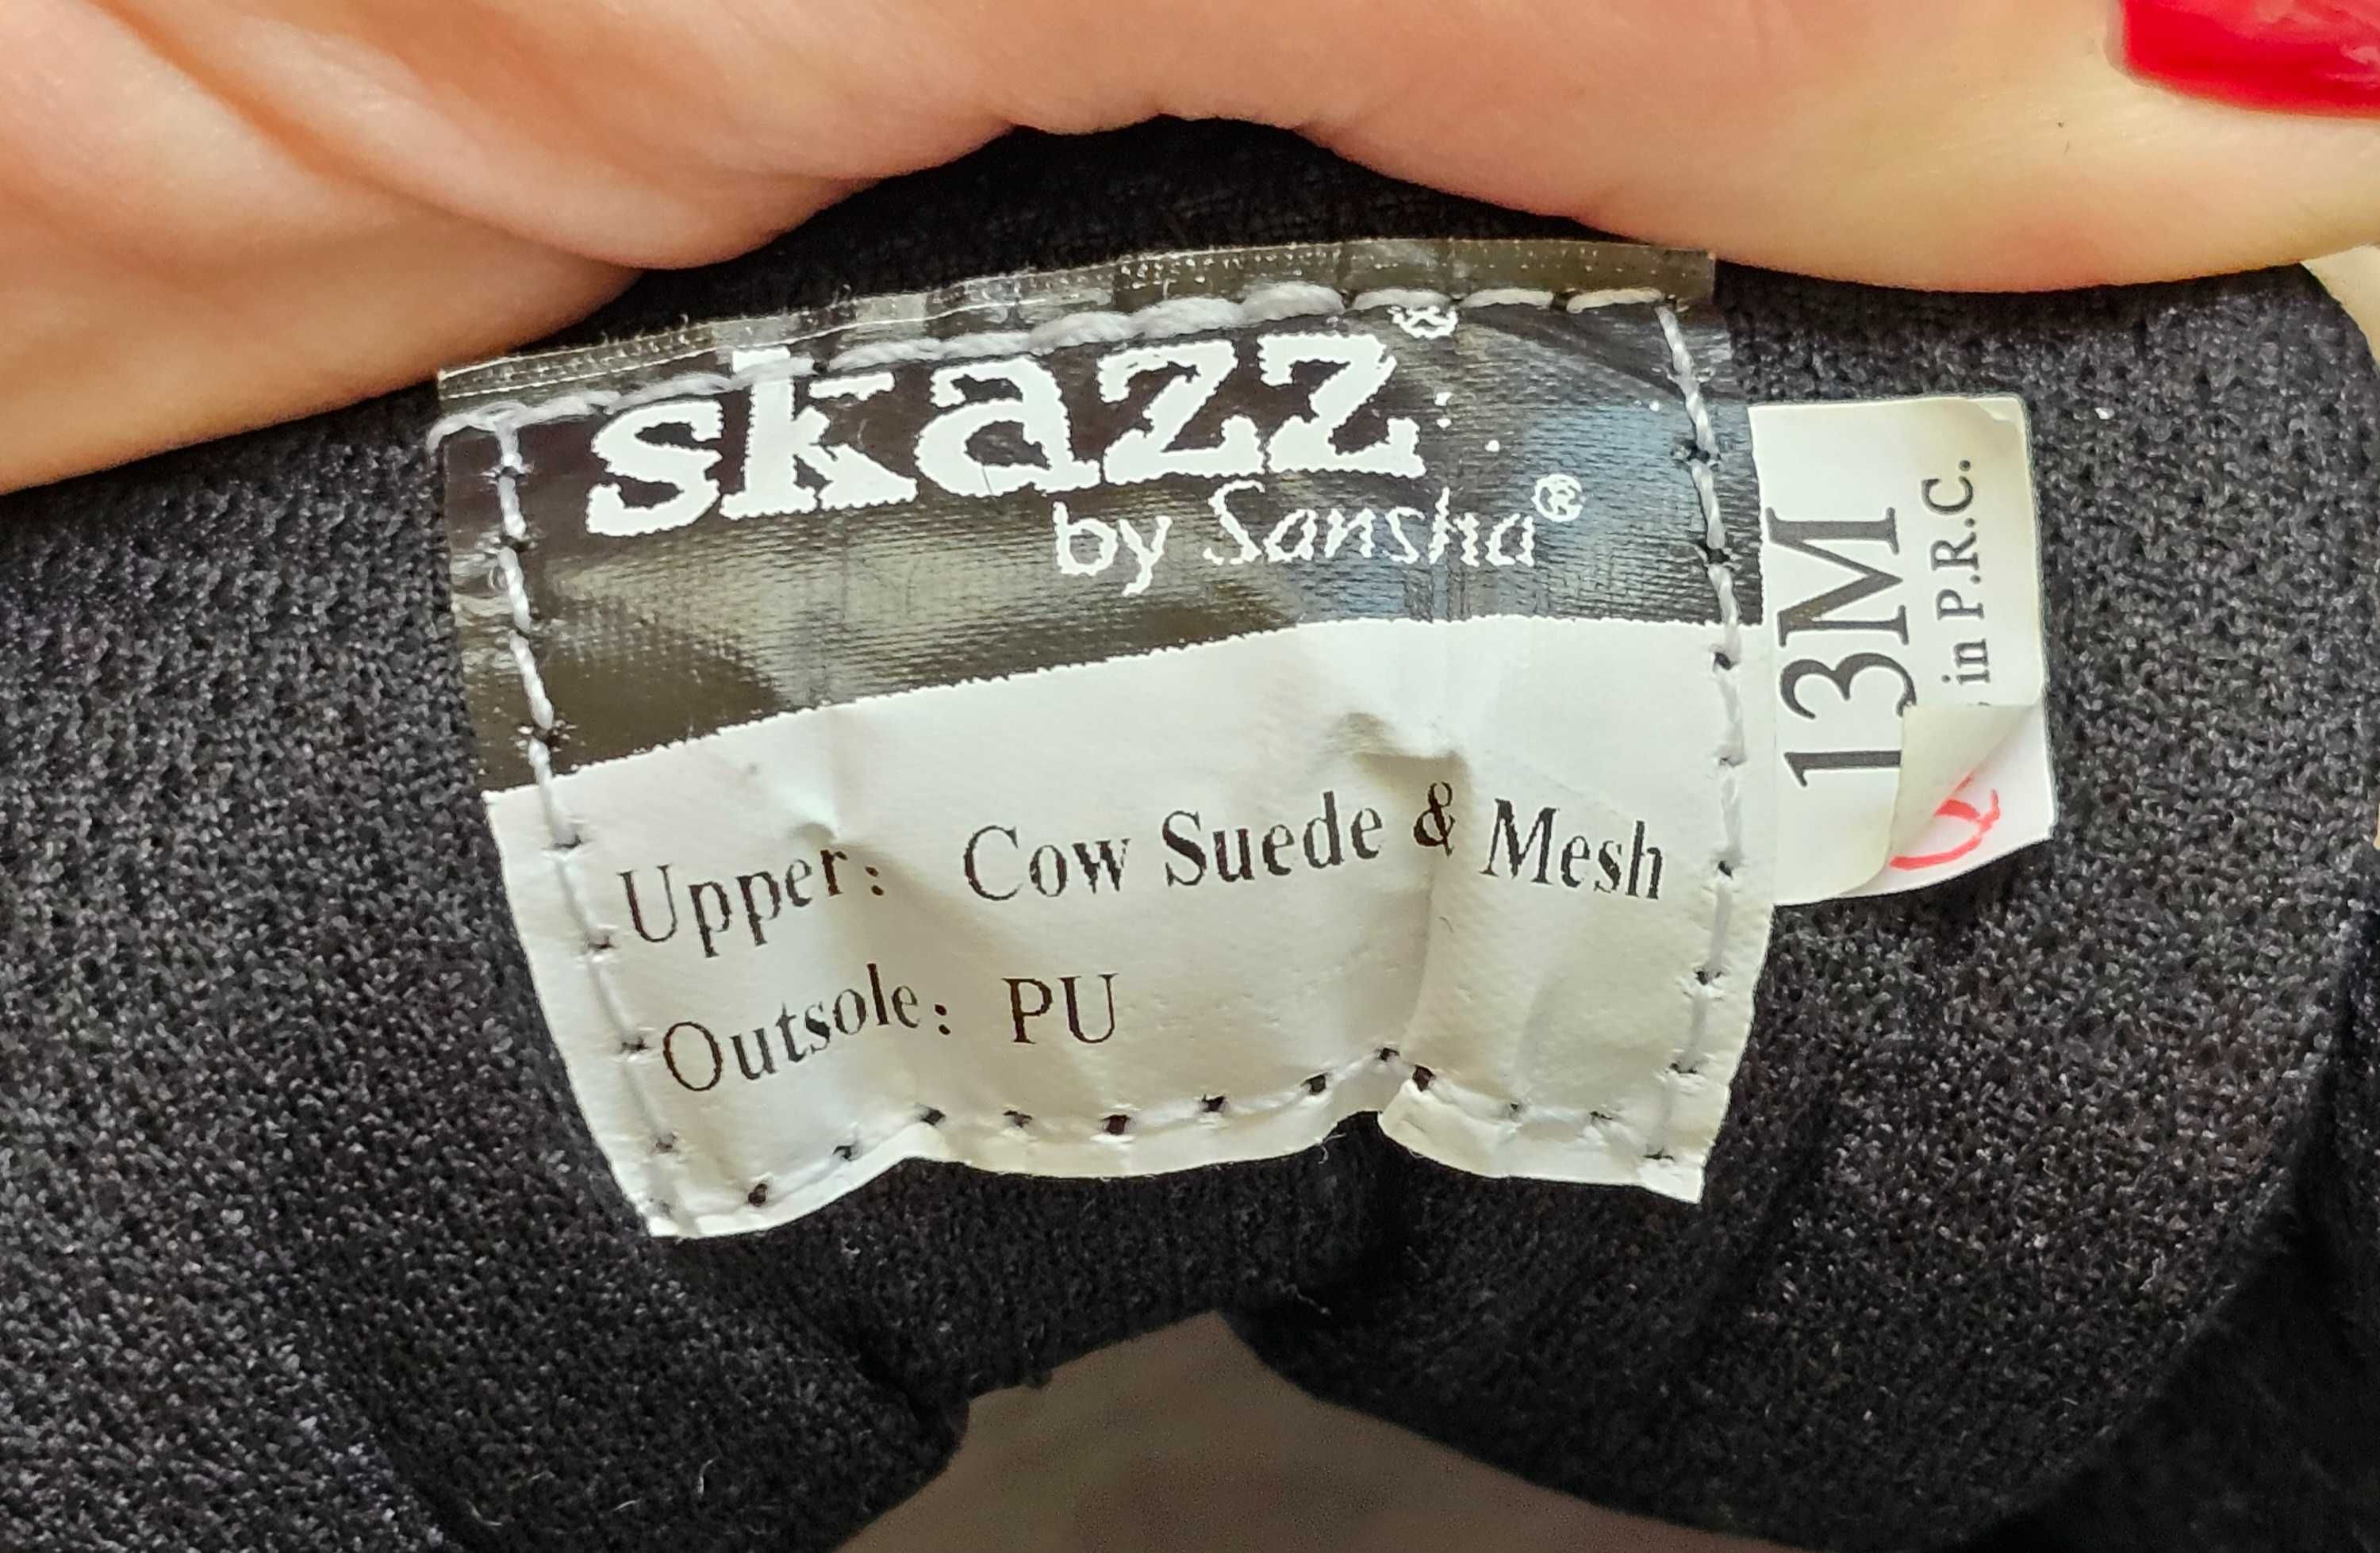 skazz®
by Sansha®
Upper: Cow Suede & Mesh
Outsole: PU
13M
in P.R.C.